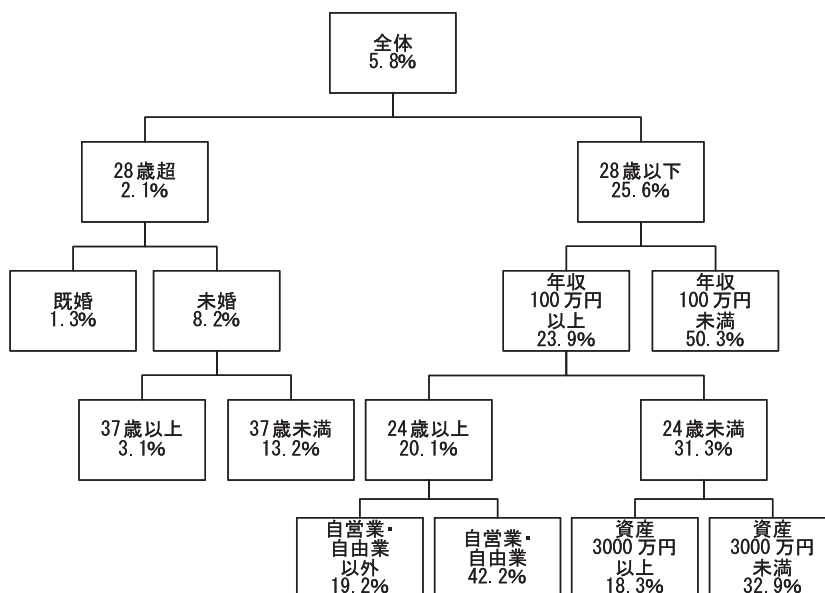 全体
5.8%
28歳超
2.1%
28歳以下
25.6%
既婚
1.3%
未婚
8.2%
年収
100万円
以上
23.9%
年収
100万円
未満
50.3%
37歳以上
3.1%
37歳未満
13.2%
24歳以上
20.1%
24歳未満
31.3%
自営業・
自由業
以外
19.2%
自営業・
自由業
42.2%
資産
3000万円
以上
18.3%
資産
3000万円
未満
32.9%